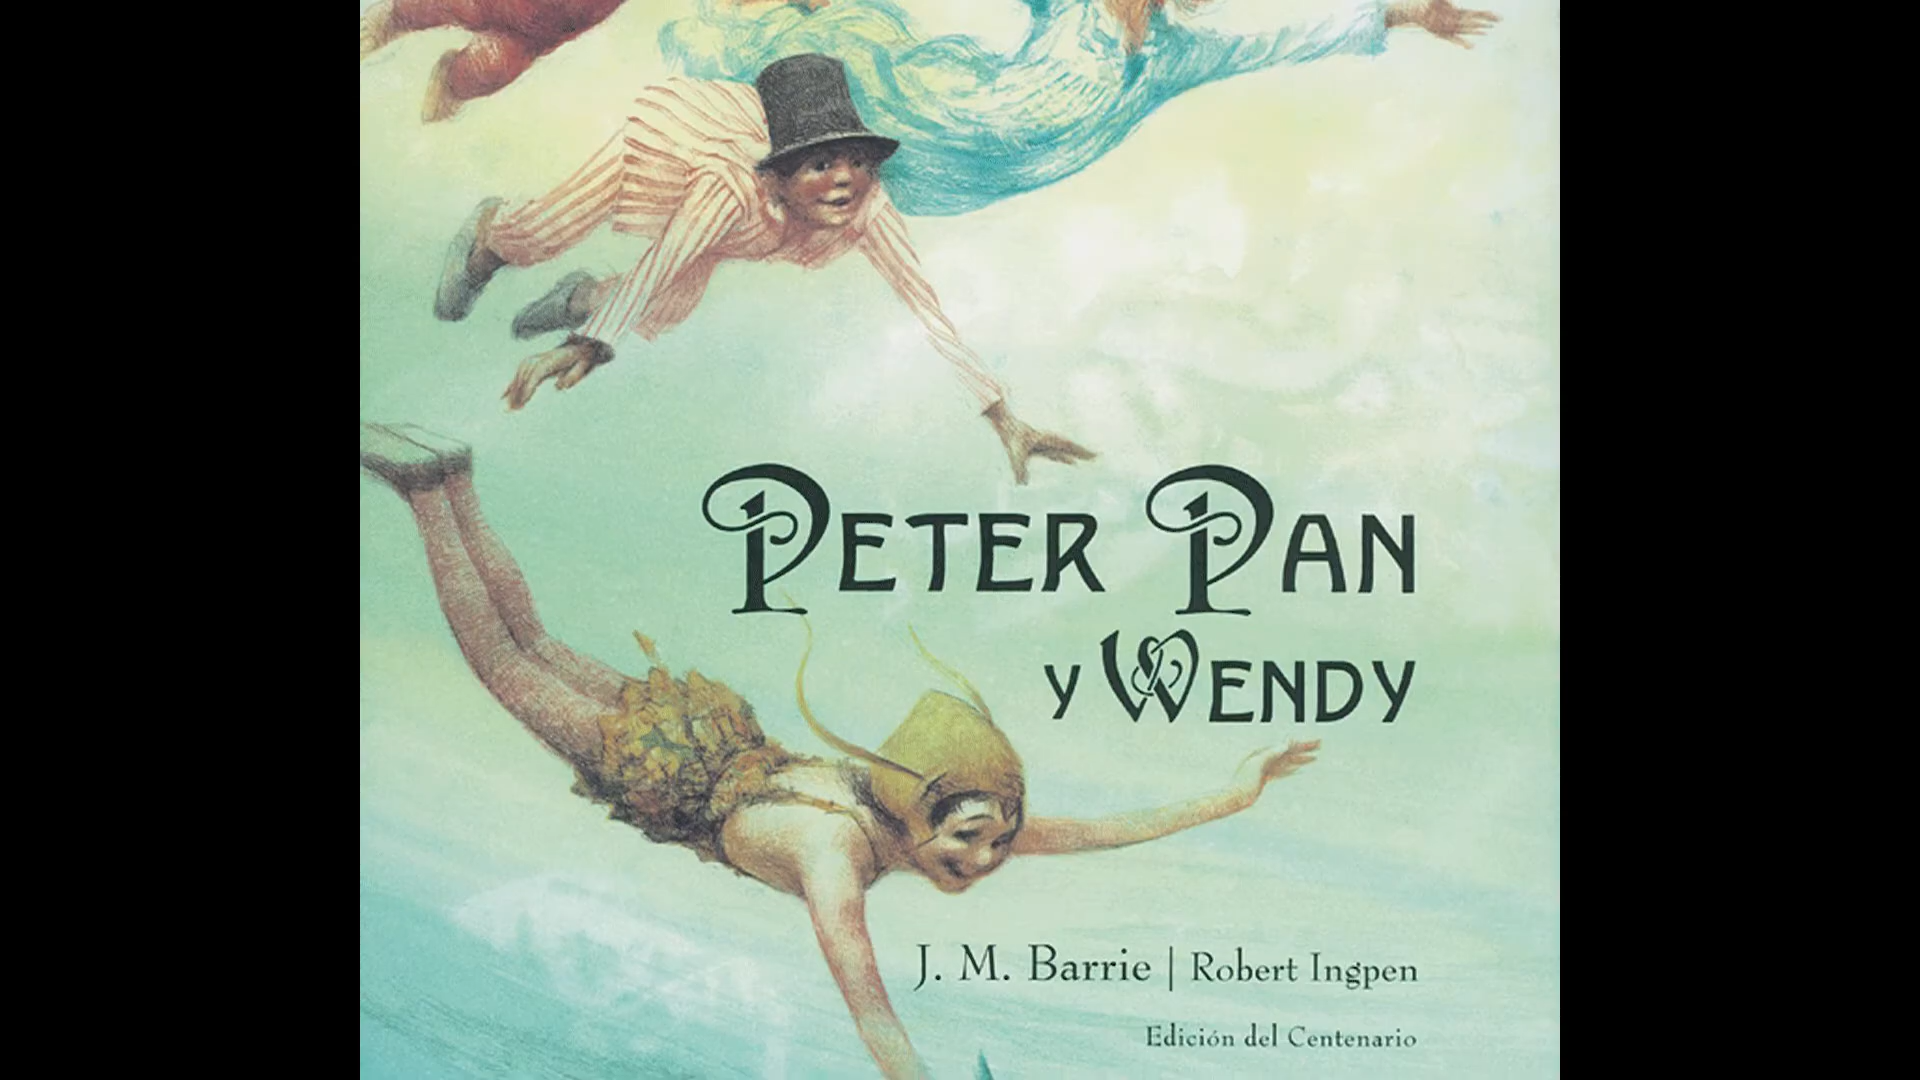 PETER PAN
Y WENDY
J. M. Barrie | Robert Ingpen
Edición del Centenario